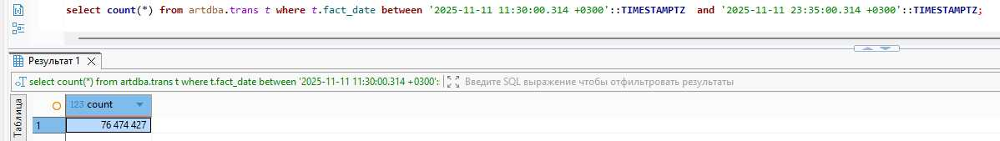 select count(*) from artdba.trans t where t.fact_date between '2025-11-11 11:30:00.314 +0300'::TIMESTAMPTZ  and '2025-11-11 23:35:00.314 +0300'::TIMESTAMPTZ;
Результат 1
select count(*) from artdba.trans t where t.fact_date between '2025-11-11 11:30:00.314 +0300': Введите SQL выражение чтобы отфильтровать результаты
Таблица
123 count
1 76 474 427